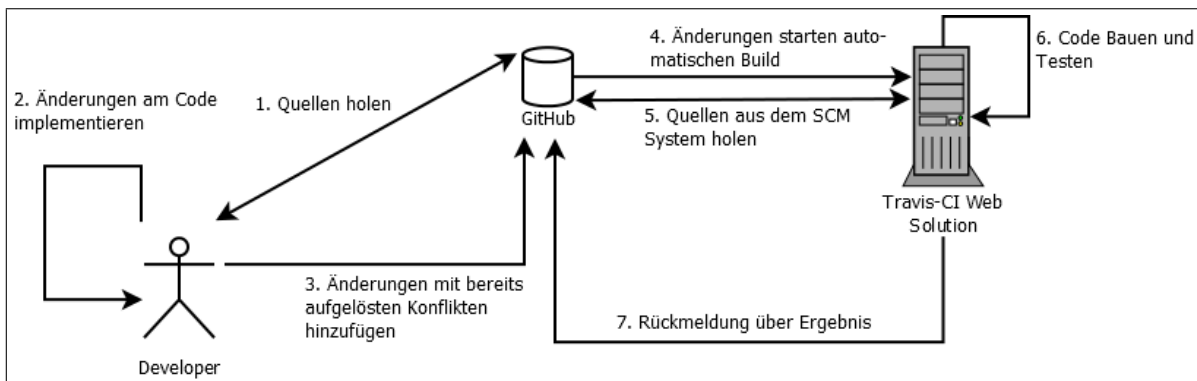 2. Änderungen am Code
implementieren
1. Quellen holen
GitHub
4. Änderungen starten auto-
matischen Build
5. Quellen aus dem SCM
System holen
6. Code Bauen und
Testen
Travis-CI Web
Solution
3. Änderungen mit bereits
aufgelösten Konflikten
hinzufügen
7. Rückmeldung über Ergebnis
Developer